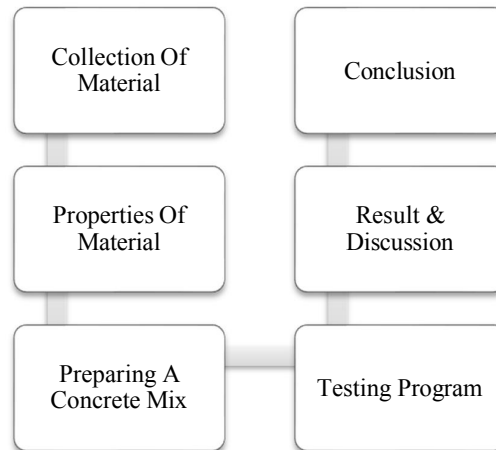 Collection Of
Material
Properties Of
Material
Preparing A
Concrete Mix
Testing Program
Result &
Discussion
Conclusion